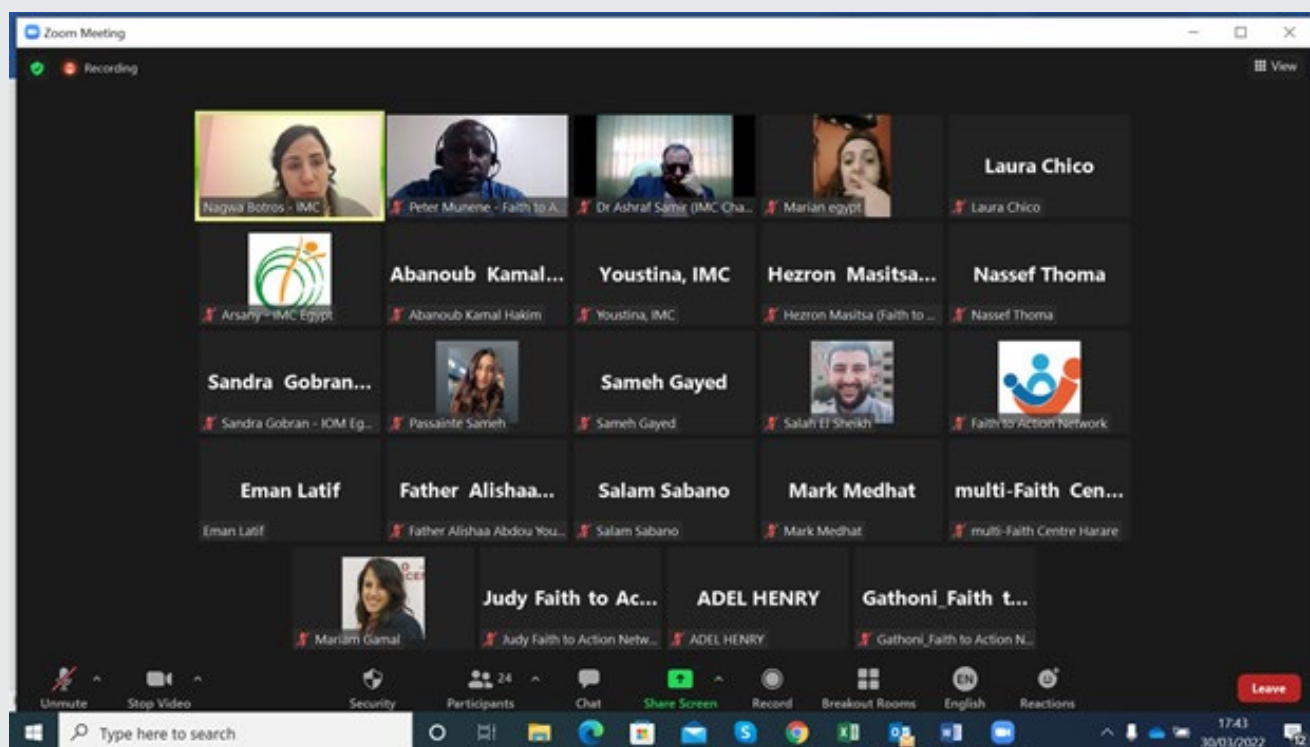 Zoom Meeting
Recording
View
Nagwa Botros - IMC
Peter Munene - Faith to A...
Dr Ashraf Samir (IMC Cha...
Marian egypt
Laura Chico
Laura Chico
Arsany - IMC Egypt
Abanoub Kamal...
Abanoub Kamal Hakim
Youstina, IMC
Youstina, IMC
Hezron Masitsa...
Hezron Masitsa (Faith to ...
Nassef Thoma
Nassef Thoma
Sandra Gobran...
Sandra Gobran - IOM Eg...
Passainte Sameh
Sameh Gayed
Sameh Gayed
Salah El Sheikh
Faith to Action Network
Eman Latif
Eman Latif
Father Alishaa...
Father Alishaa Abdou You...
Salam Sabano
Salam Sabano
Mark Medhat
Mark Medhat
multi-Faith Cen...
multi-Faith Centre Harare
Mariam Gamal
Judy Faith to Ac...
Judy Faith to Action Netw...
ADEL HENRY
ADEL HENRY
Gathoni_Faith t...
Gathoni_Faith to Action N...
Unmute
Stop Video
Security
24
Participants
Chat
Share Screen
Record
Breakout Rooms
EN
English
Reactions
Leave
Type here to search
17:43
30/03/2022